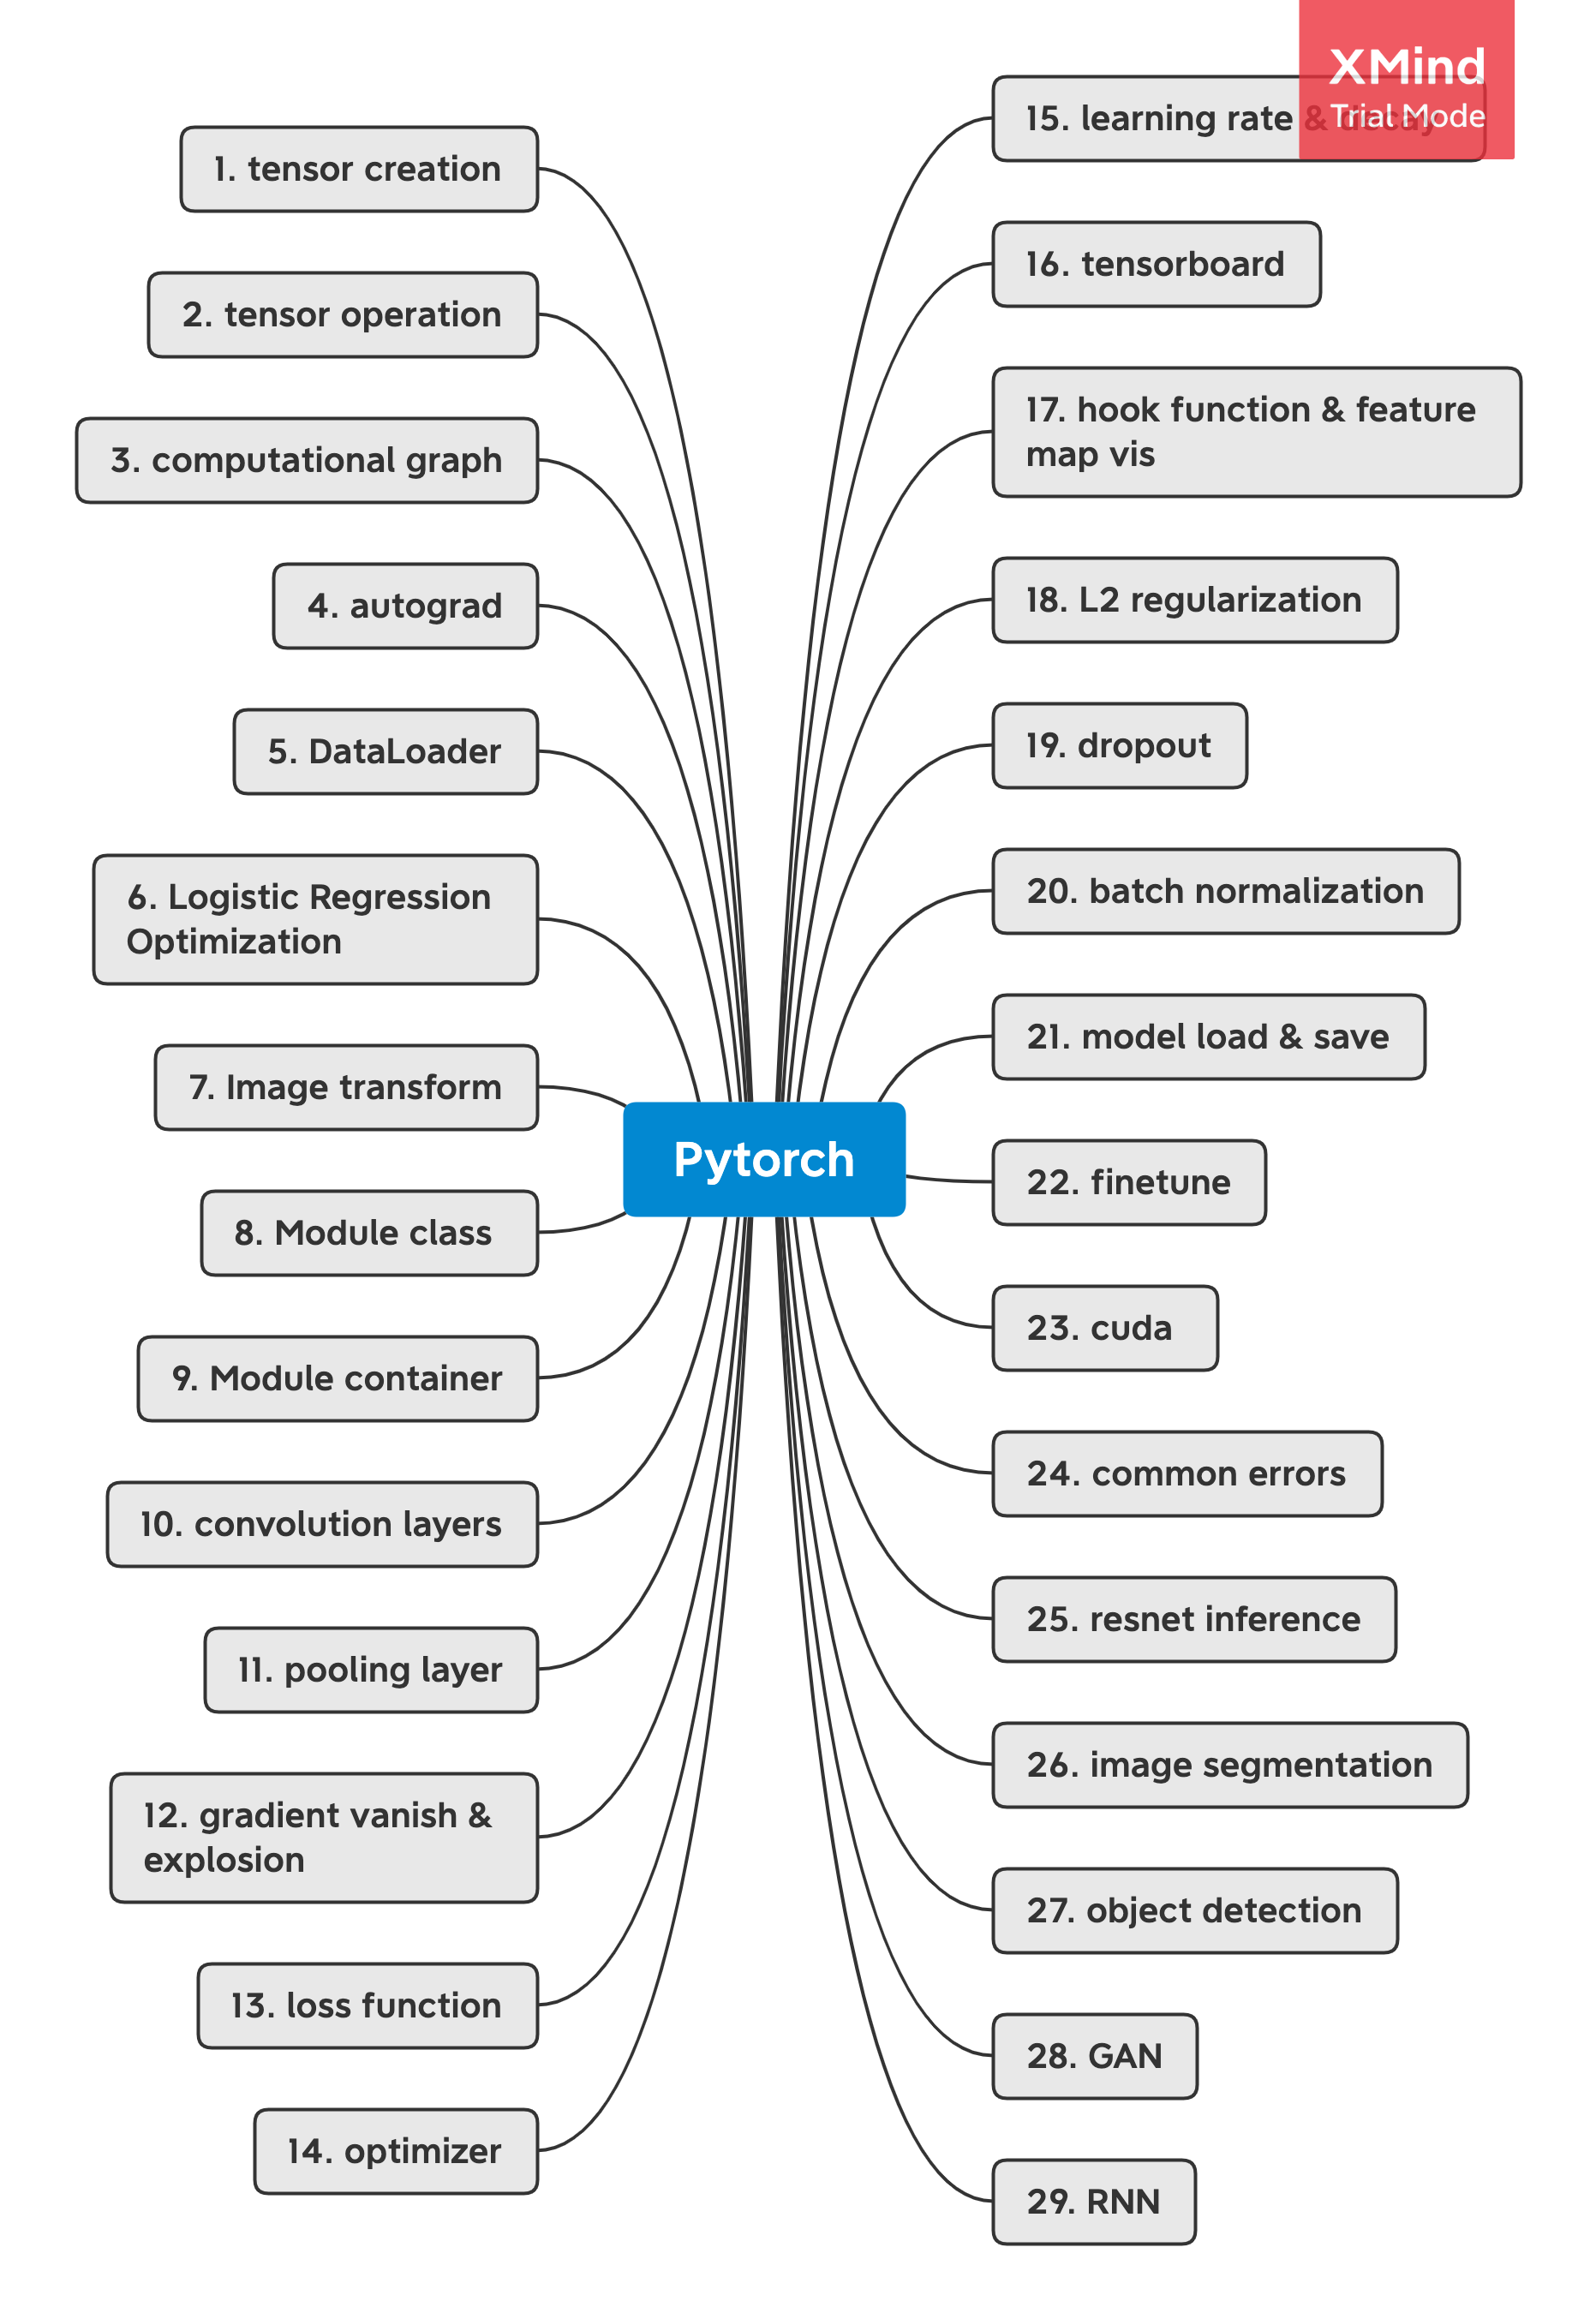 XMind
Trial Mode
1. tensor creation
2. tensor operation
3. computational graph
4. autograd
5. DataLoader
6. Logistic Regression
Optimization
7. Image transform
8. Module class
9. Module container
10. convolution layers
11. pooling layer
12. gradient vanish &
explosion
13. loss function
14. optimizer
Pytorch
15. learning rate & decay
16. tensorboard
17. hook function & feature
map vis
18. L2 regularization
19. dropout
20. batch normalization
21. model load & save
22. finetune
23. cuda
24. common errors
25. resnet inference
26. image segmentation
27. object detection
28. GAN
29. RNN